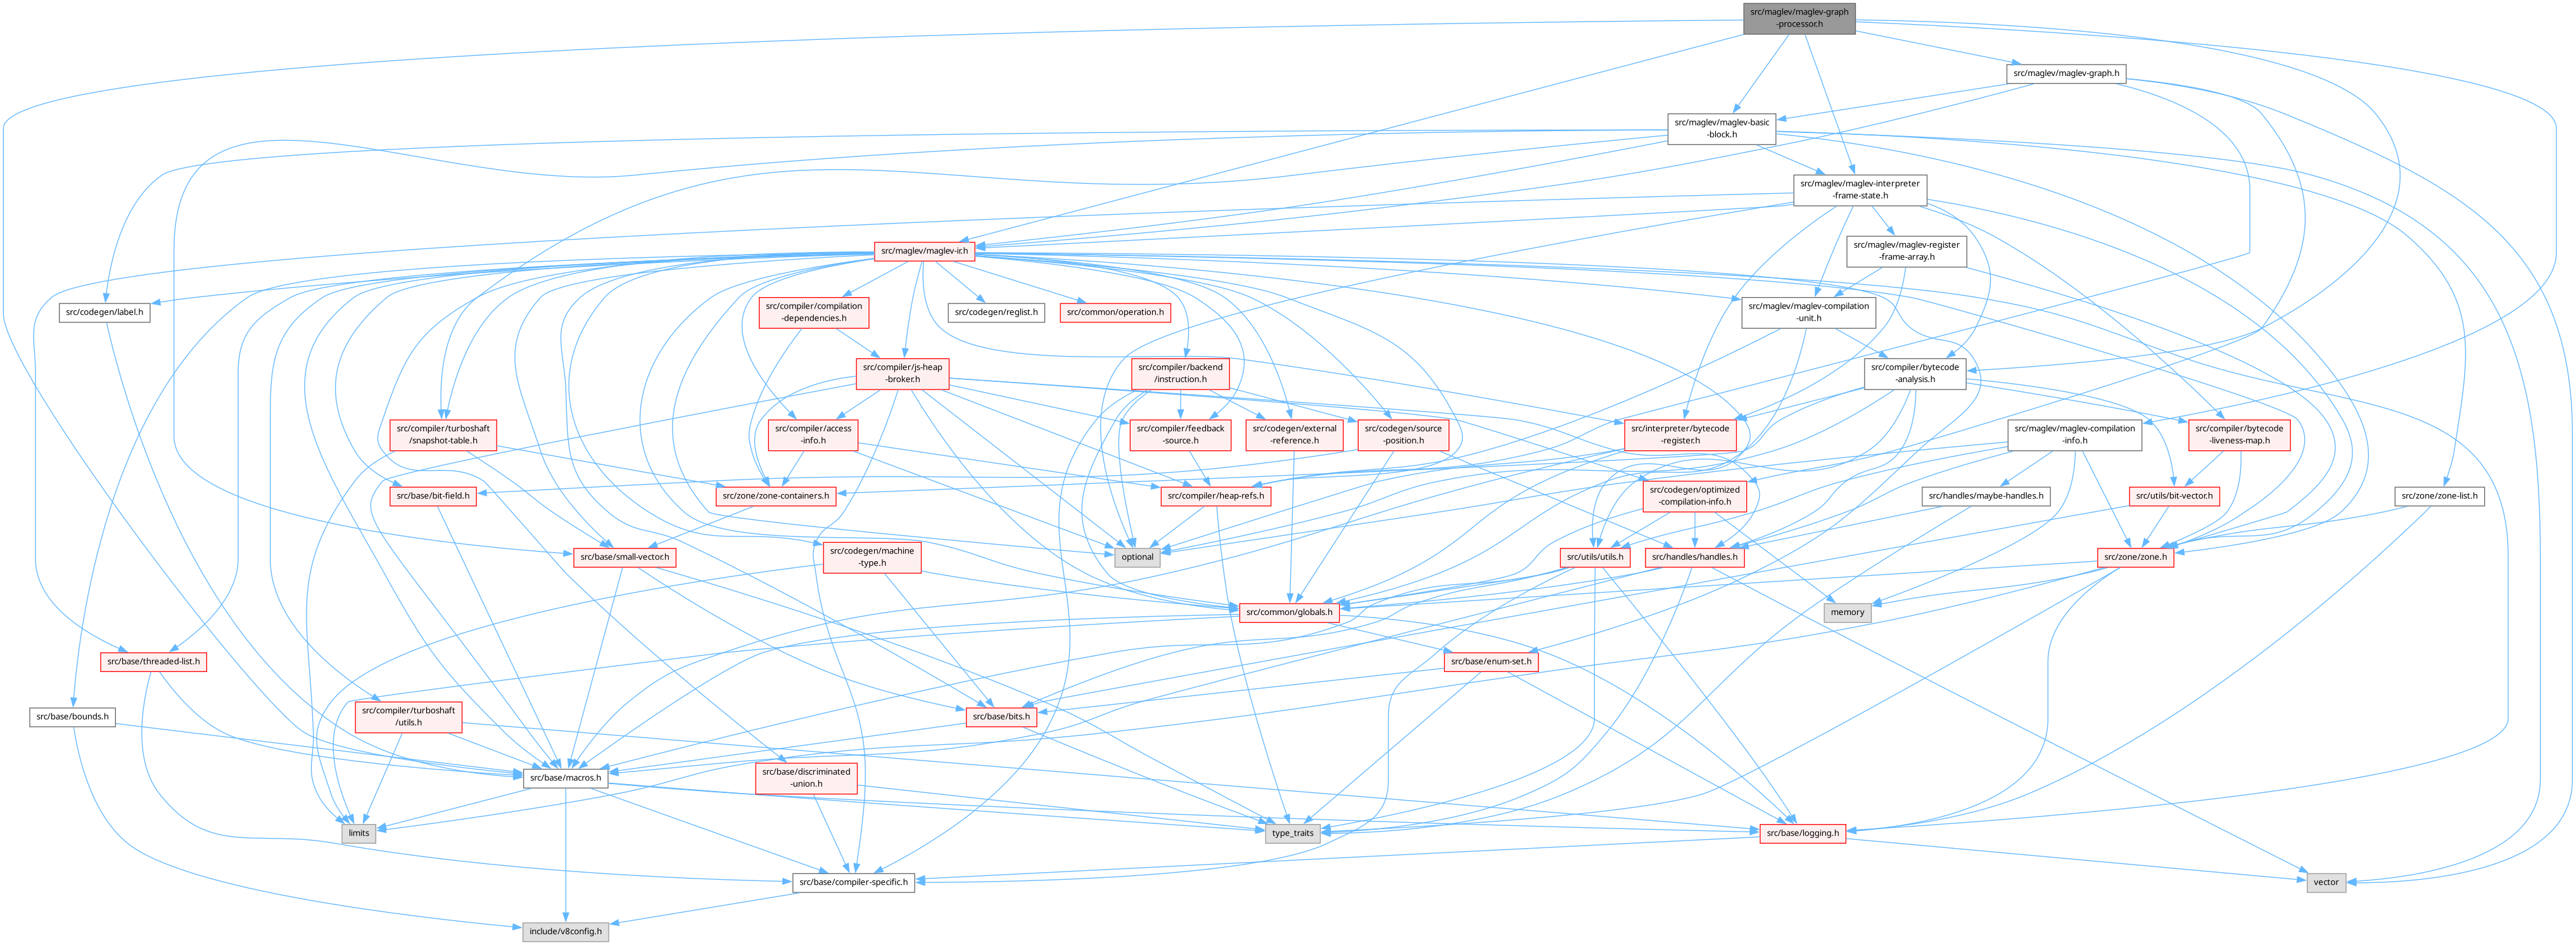 src/maglev/maglev-graph
-processor.h
src/maglev/maglev-graph.h
src/maglev/maglev-basic
-block.h
src/maglev/maglev-interpreter
-frame-state.h
src/maglev/maglev-ir.h
src/maglev/maglev-register
-frame-array.h
src/codegen/label.h
src/compiler/compilation
-dependencies.h
src/codegen/reglist.h
src/common/operation.h
src/maglev/maglev-compilation
-unit.h
src/compiler/js-heap
-broker.h
src/compiler/backend
/instruction.h
src/compiler/bytecode
-analysis.h
src/compiler/turboshaft
/snapshot-table.h
src/compiler/access
-info.h
src/compiler/feedback
-source.h
src/codegen/external
-reference.h
src/codegen/source
-position.h
src/interpreter/bytecode
-register.h
src/maglev/maglev-compilation
-info.h
src/compiler/bytecode
-liveness-map.h
src/base/bit-field.h
src/zone/zone-containers.h
src/compiler/heap-refs.h
src/codegen/optimized
-compilation-info.h
src/handles/maybe-handles.h
src/utils/bit-vector.h
src/zone/zone-list.h
src/base/small-vector.h
src/codegen/machine
-type.h
optional
src/utils/utils.h
src/handles/handles.h
src/zone/zone.h
src/common/globals.h
memory
src/base/threaded-list.h
src/base/enum-set.h
src/base/bounds.h
src/compiler/turboshaft
/utils.h
src/base/bits.h
src/base/macros.h
src/base/discriminated
-union.h
limits
type_traits
src/base/logging.h
src/base/compiler-specific.h
vector
include/v8config.h